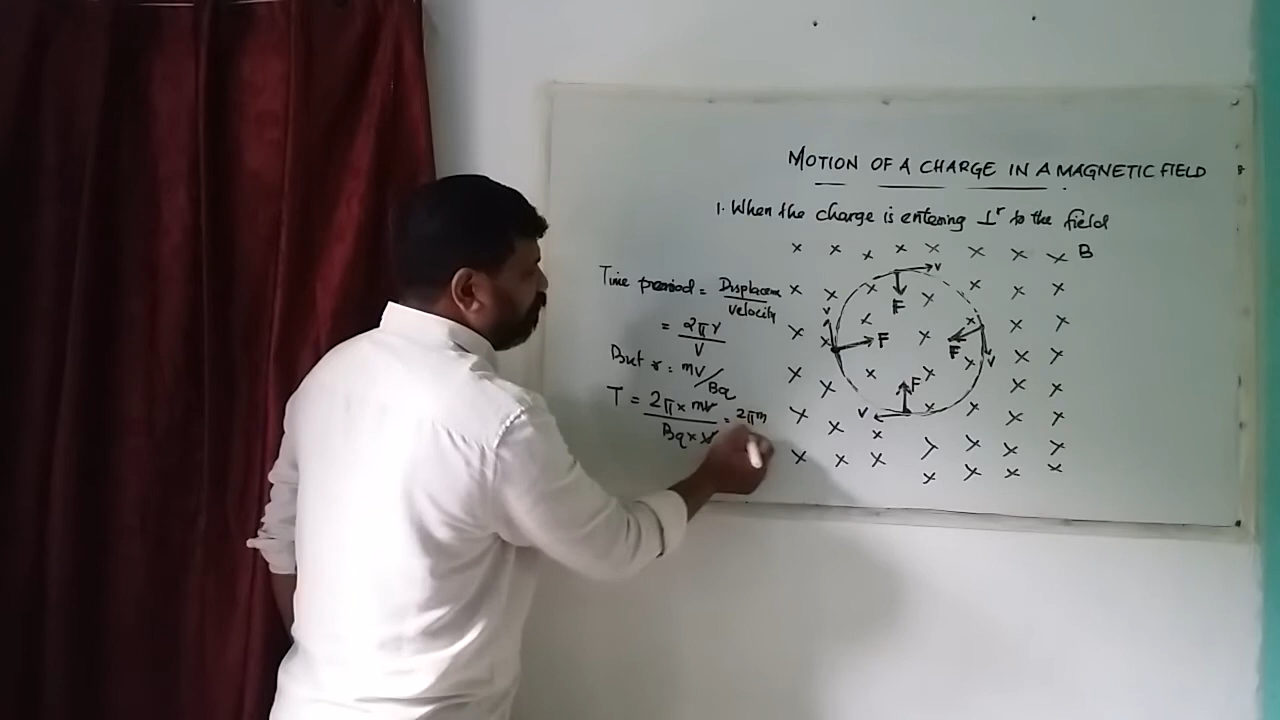 MOTION OF A CHARGE IN A MAGNETIC FIELD
1. When the charge is entering ⊥ʳ to the field
x x x x x x x x B
Time period = Displacem
velocity
= 2πr
V
But r = mv/Bq
T = 2π x mv = 2πm
Bq x v
v
F
v
F
F
v
F
v